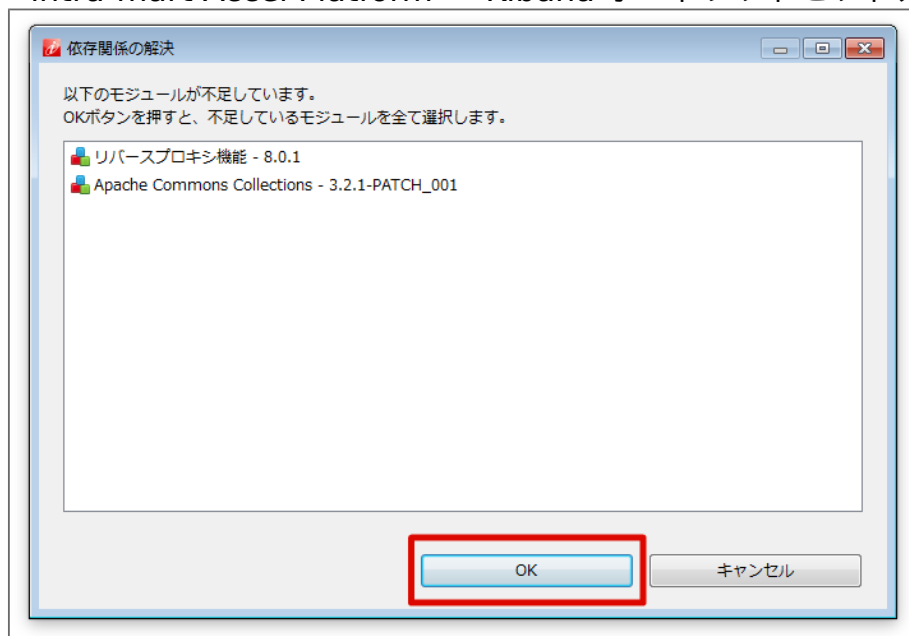 依存関係の解決
以下のモジュールが不足しています。
OKボタンを押すと、不足しているモジュールを全て選択します。
リバースプロキシ機能 - 8.0.1
Apache Commons Collections - 3.2.1-PATCH_001
OK
キャンセル